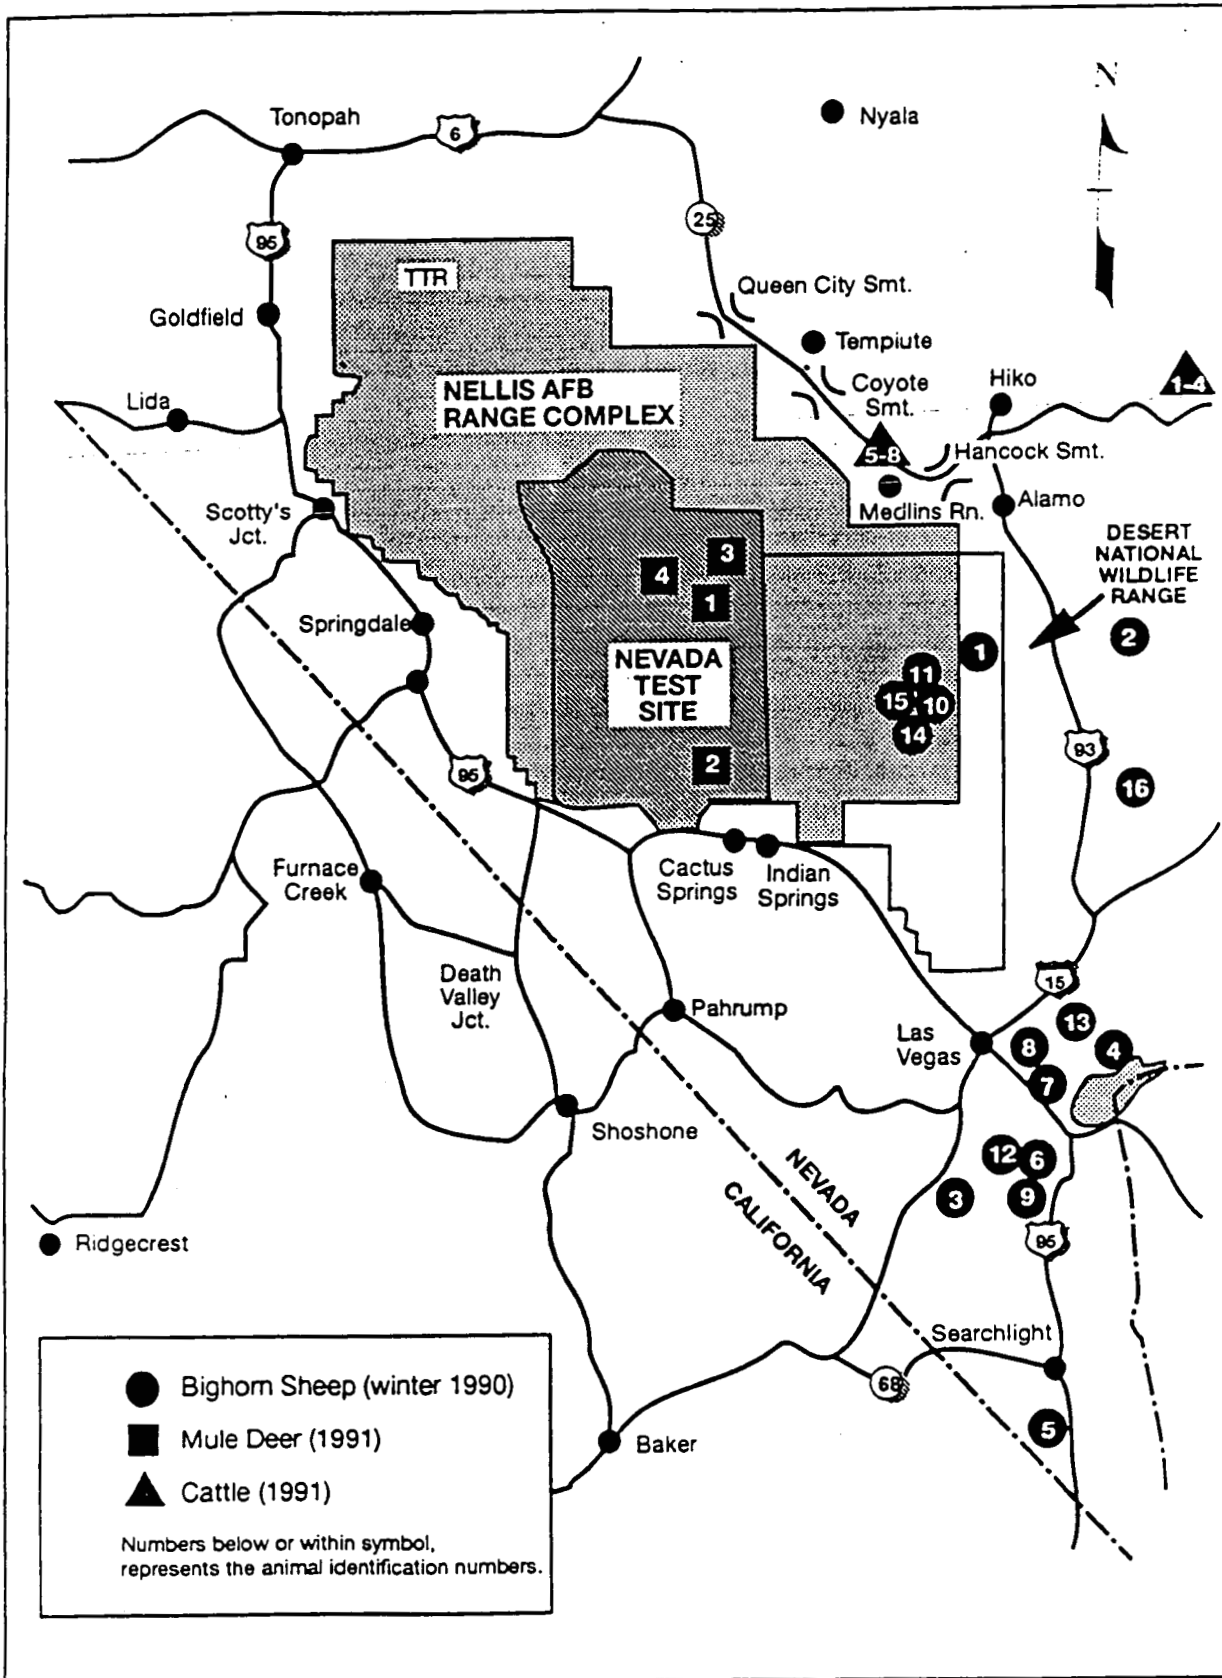 N
Tonopah
6
Nyala
95
25
TTR
Queen City Smt.
Goldfield
Tempiute
NELLIS AFB
RANGE COMPLEX
Coyote
Smt.
Hiko
1-4
Lida
5-8
Hancock Smt.
Scotty's
Jct.
Medlins Rn.
Alamo
DESERT
NATIONAL
WILDLIFE
RANGE
3
4
1
Springdale
2
1
NEVADA
TEST
SITE
11
15
10
14
93
95
2
16
Furnace
Creek
Cactus
Springs
Indian
Springs
Death
Valley
Jct.
15
Pahrump
Las
Vegas
13
8
4
7
Shoshone
NEVADA
CALIFORNIA
12
6
3
9
95
Ridgecrest
Searchlight
68
5
Baker
Bighorn Sheep (winter 1990)
Mule Deer (1991)
Cattle (1991)
Numbers below or within symbol,
represents the animal identification numbers.